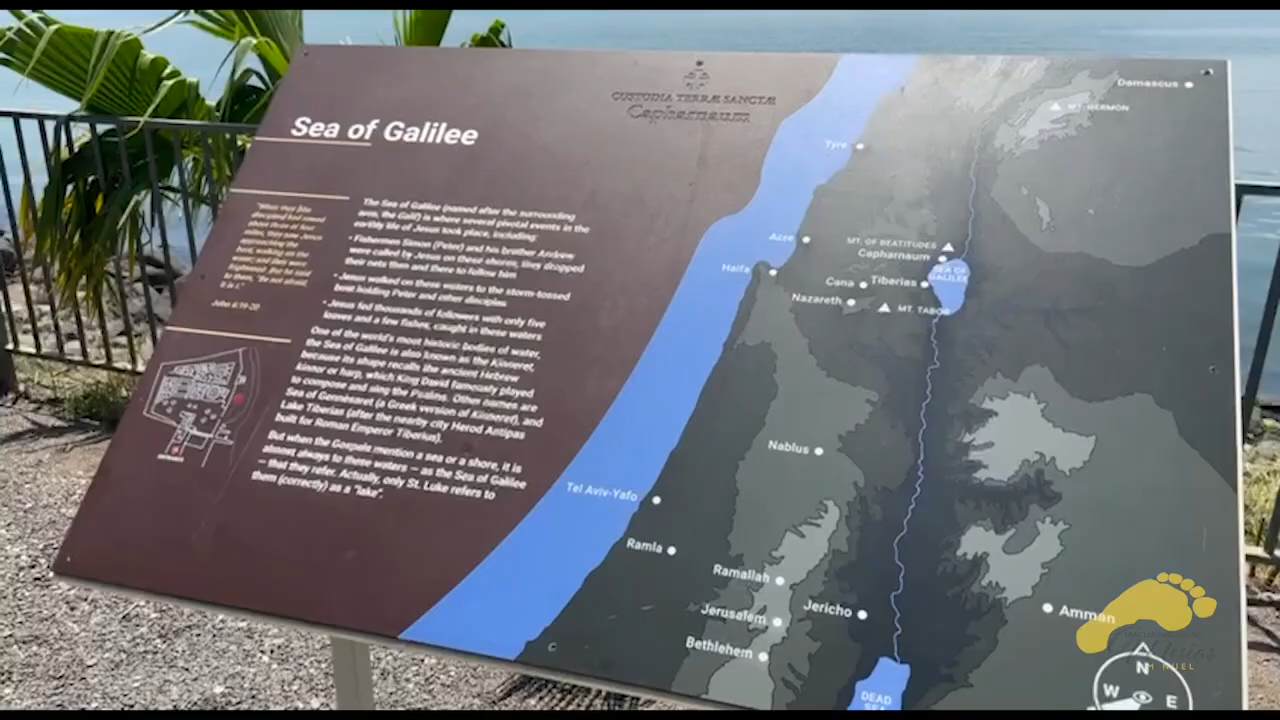 CUSTODIA TERRÆ SANCTÆ
Capharnaum
Sea of Galilee
The Sea of Galilee (named after the surrounding
area, the Galil) is where several pivotal events in the
earthly life of Jesus took place, including:
• Fishermen Simon (Peter) and his brother Andrew
were called by Jesus on these shores; they dropped
their nets then and there to follow him
• Jesus walked on these waters to the storm-tossed
boat holding Peter and other disciples
• Jesus fed thousands of followers with only five
loaves and a few fishes, caught in these waters
One of the world's most historic bodies of water,
the Sea of Galilee is also known as the Kinneret,
because its shape recalls the ancient Hebrew
kinnor or harp, which King David famously played
to compose and sing the Psalms. Other names are
Sea of Gennesaret (a Greek version of Kinneret), and
Lake Tiberias (after the nearby city Herod Antipas
built for Roman Emperor Tiberius).
But when the Gospels mention a sea or a shore, it is
almost always to these waters — as the Sea of Galilee
— that they refer. Actually, only St. Luke refers to
them (correctly) as a "lake".
John 6:19-20
Damascus
MT. HERMON
Tyre
Acre
MT. OF BEATITUDES
Capharnaum
Haifa
SEA OF
GALILEE
Cana
Tiberias
Nazareth
MT. TABOR
Nablus
Tel Aviv-Yafo
Ramla
Ramallah
Jericho
Amman
Jerusalem
Bethlehem
DEAD
SEA
N
W
E